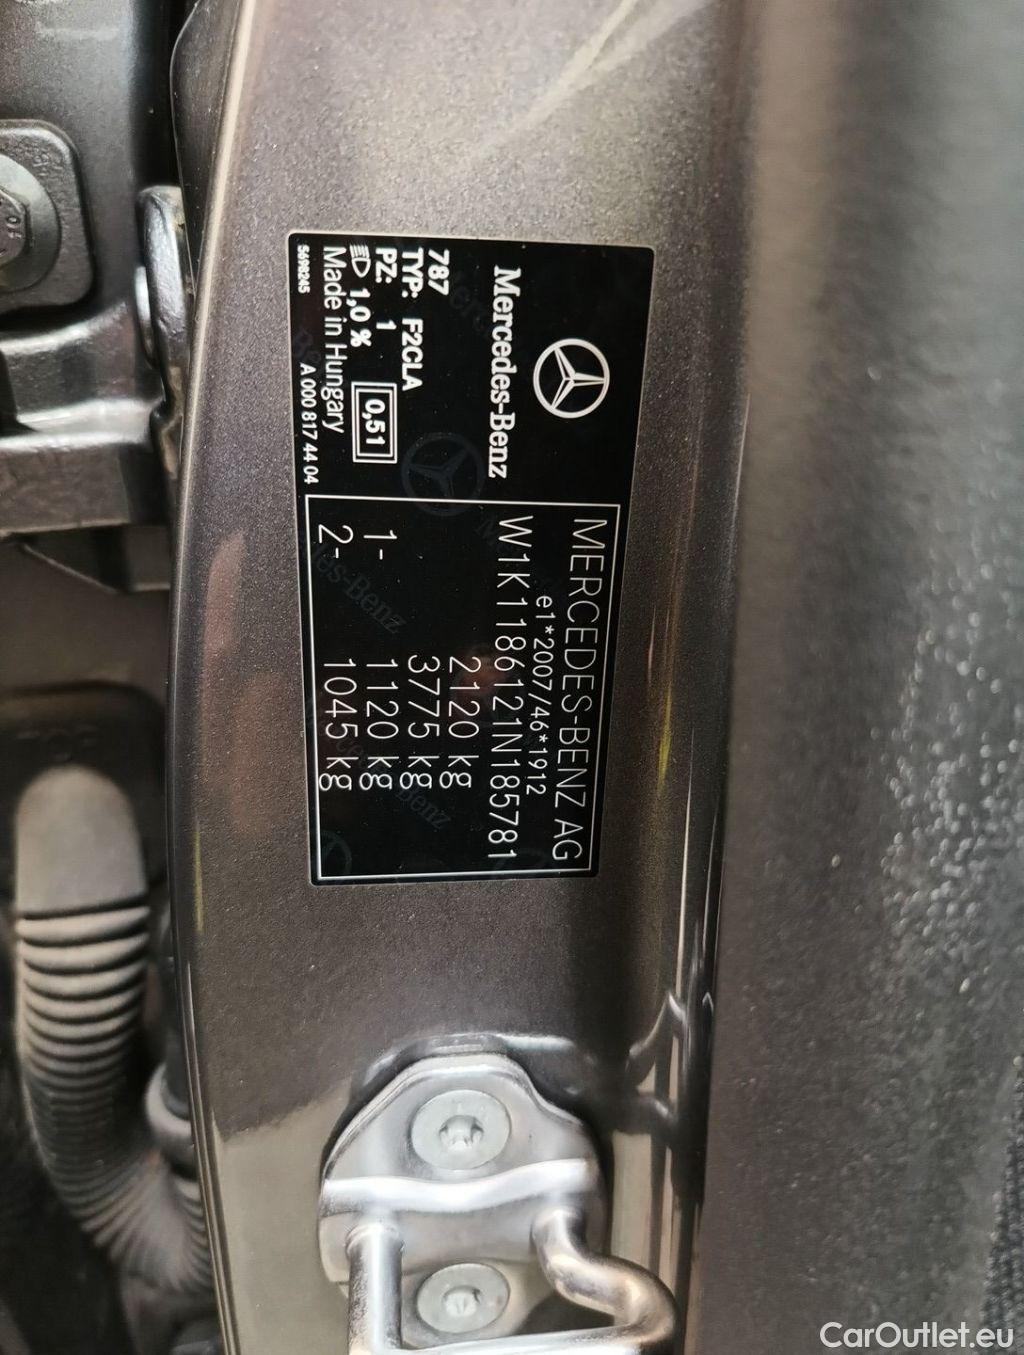 Mercedes-Benz
787
TYP: F2CLA
PZ: 1
1,0 %
0,51
Made in Hungary
5698245
A 000 817 44 04
MERCEDES-BENZ AG
e1*2007/46*1912
W1K1186121N185781
2120 kg
3775 kg
1- 1120 kg
2- 1045 kg
CarOutlet.eu